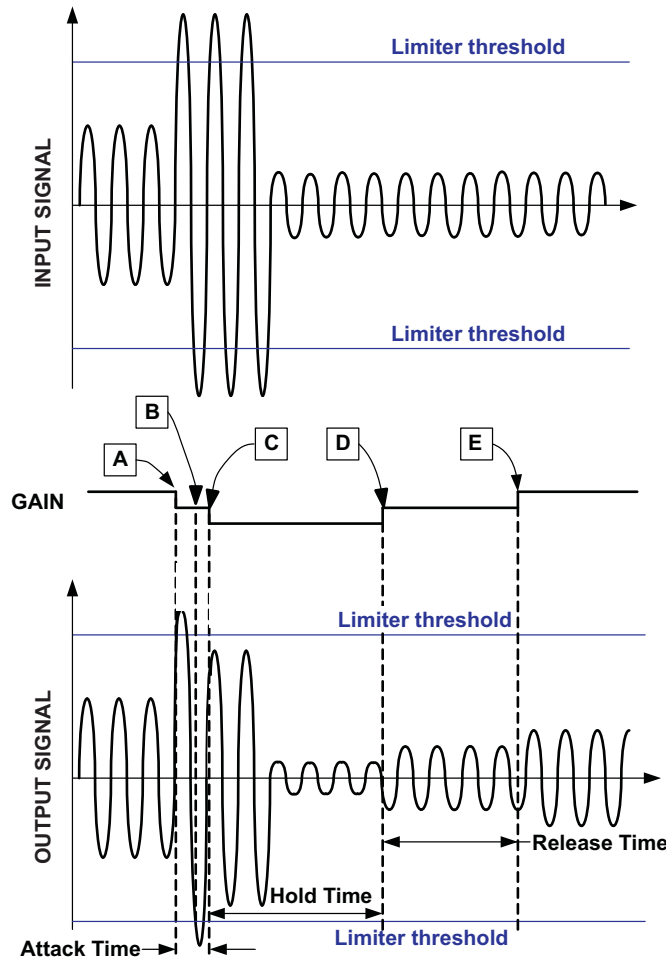 Limiter threshold
INPUT SIGNAL
Limiter threshold
B
A
C
D
E
GAIN
Limiter threshold
OUTPUT SIGNAL
Release Time
Hold Time
Limiter threshold
Attack Time